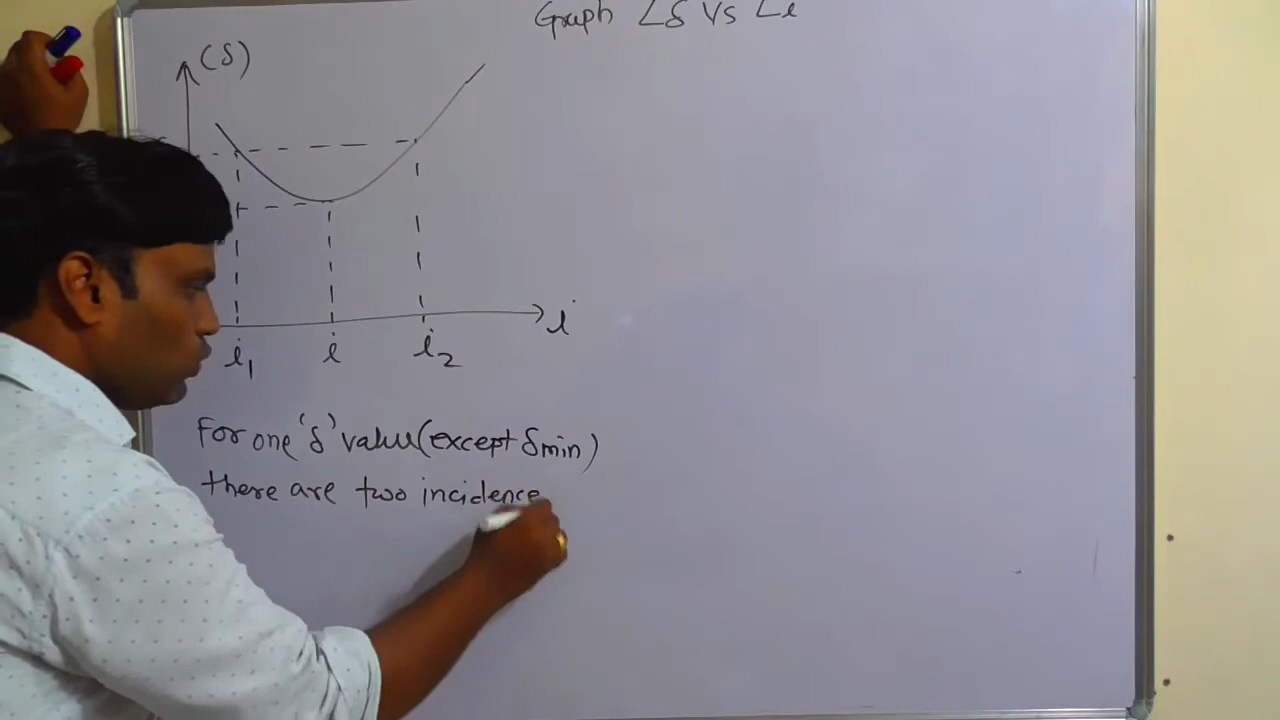 Graph ∠δ Vs ∠i
(δ)
i
i₁ i i₂
For one 'δ' value (except δmin)
there are two incidence